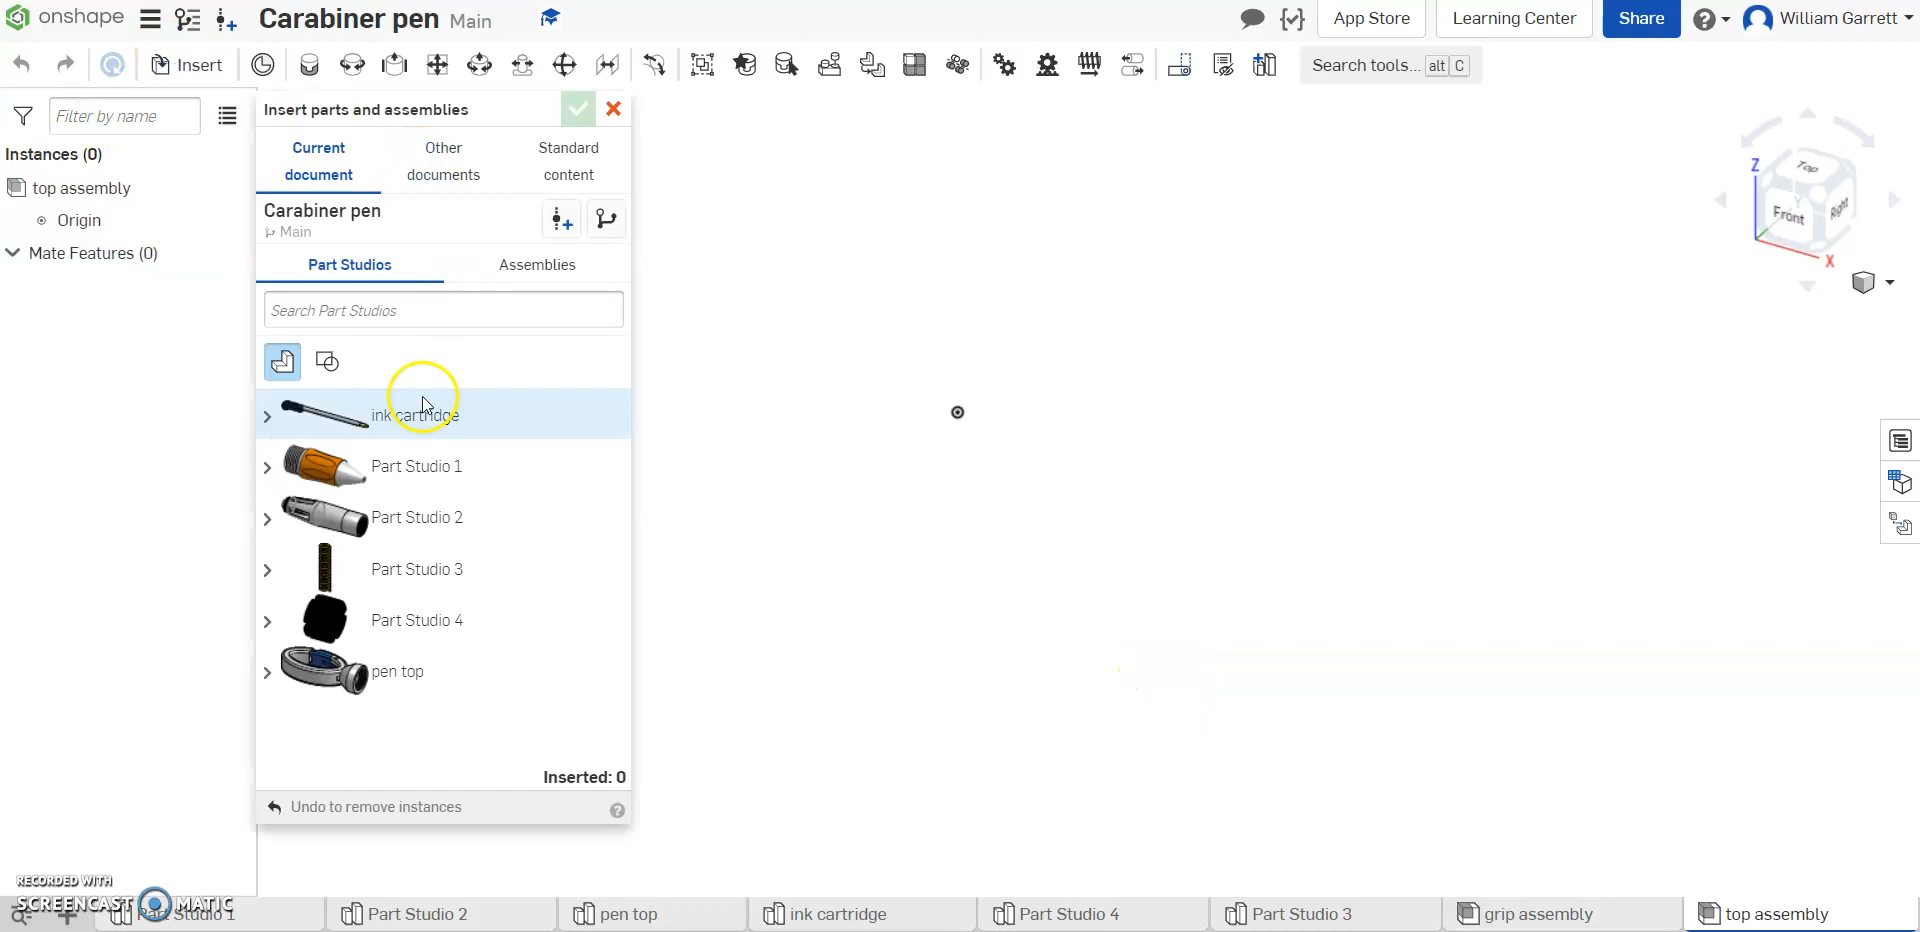 onshape
Carabiner pen Main
App Store
Learning Center
Share
William Garrett
Insert
Search tools... alt C
Filter by name
Instances (0)
top assembly
Origin
Mate Features (0)
Insert parts and assemblies
Current document
Other documents
Standard content
Carabiner pen
Main
Part Studios
Assemblies
Search Part Studios
ink cartridge
Part Studio 1
Part Studio 2
Part Studio 3
Part Studio 4
pen top
Inserted: 0
Undo to remove instances
Top
Front
Right
Z
Y
X
RECORDED WITH
SCREENCAST MATIC
Part Studio 1
Part Studio 2
pen top
ink cartridge
Part Studio 4
Part Studio 3
grip assembly
top assembly